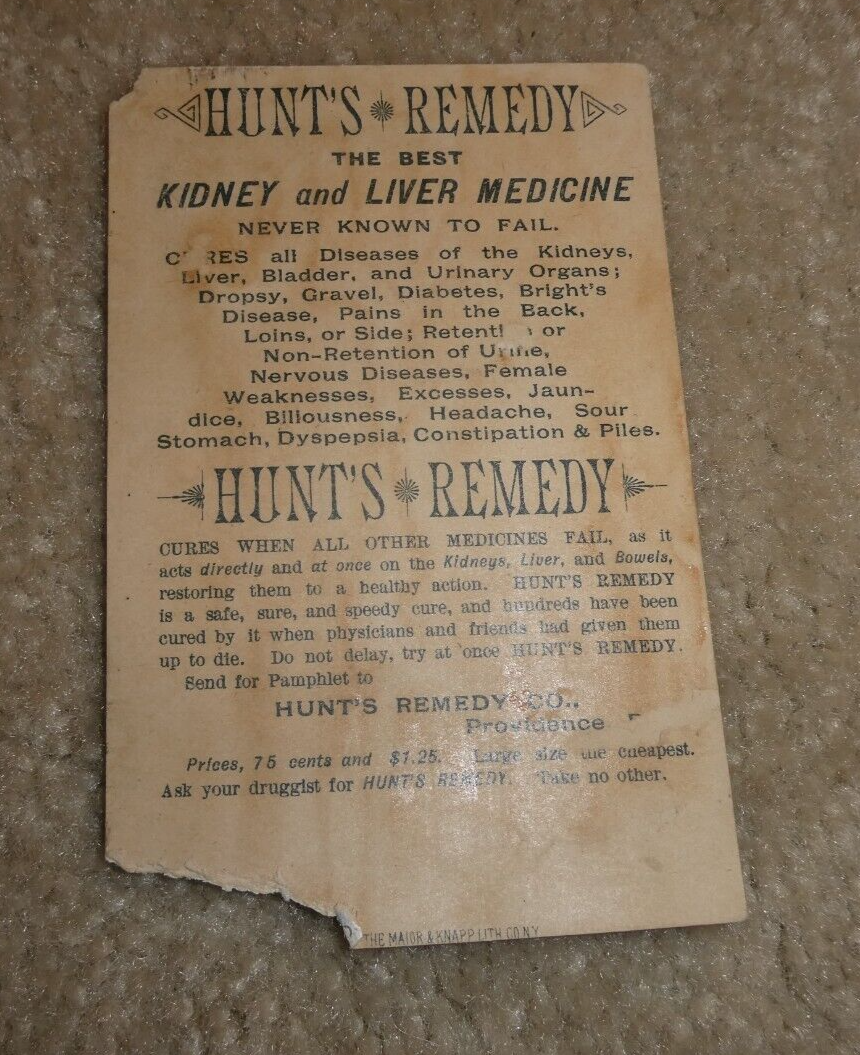 HUNT'S REMEDY
THE BEST
KIDNEY and LIVER MEDICINE
NEVER KNOWN TO FAIL.
CURES all Diseases of the Kidneys,
Liver, Bladder, and Urinary Organs;
Dropsy, Gravel, Diabetes, Bright's
Disease, Pains in the Back,
Loins, or Side; Retention or
Non-Retention of Urine,
Nervous Diseases, Female
Weaknesses, Excesses, Jaun-
dice, Biliousness, Headache, Sour
Stomach, Dyspepsia, Constipation & Piles.
HUNT'S REMEDY
CURES WHEN ALL OTHER MEDICINES FAIL, as it
acts directly and at once on the Kidneys, Liver, and Bowels,
restoring them to a healthy action. HUNT'S REMEDY
is a safe, sure, and speedy cure, and hundreds have been
cured by it when physicians and friends had given them
up to die. Do not delay, try at once HUNT'S REMEDY.
Send for Pamphlet to
HUNT'S REMEDY CO.,
Providence
Prices, 75 cents and $1.25. Large size the cheapest.
Ask your druggist for HUNT'S REMEDY. Take no other.
THE MAJOR & KNAPP LITH CO N.Y.